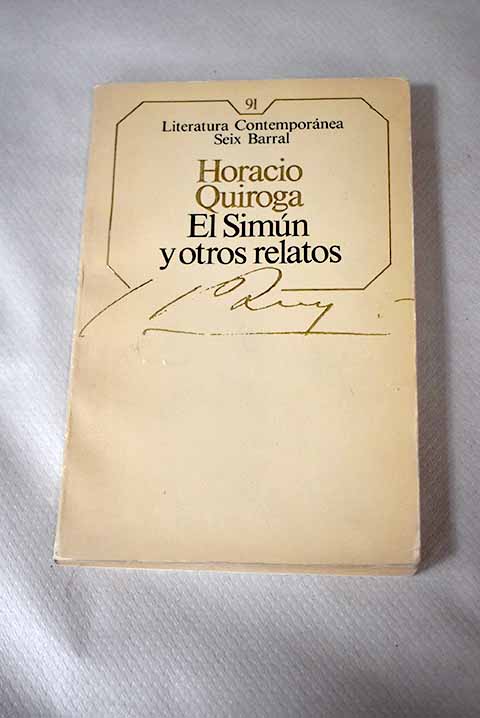 91
Literatura Contemporánea
Seix Barral
Horacio
Quiroga
El Simún
y otros relatos